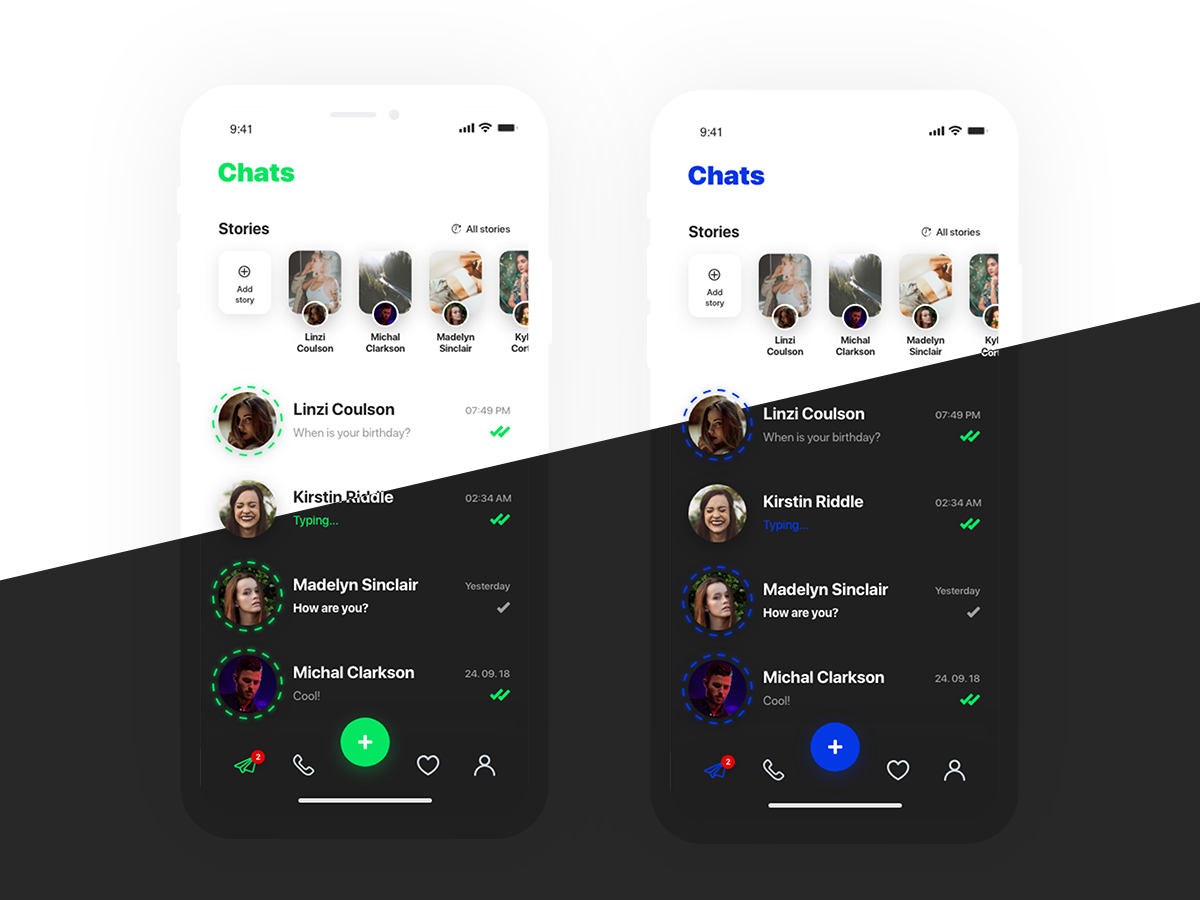 9:41
Chats
Stories
All stories
Add
story
Linzi
Coulson
Michal
Clarkson
Madelyn
Sinclair
Kyl
Cort
Linzi Coulson
07:49 PM
When is your birthday?
Kirstin Riddle
02:34 AM
Typing...
Madelyn Sinclair
Yesterday
How are you?
Michal Clarkson
24. 09. 18
Cool!
2
9:41
Chats
Stories
All stories
Add
story
Linzi
Coulson
Michal
Clarkson
Madelyn
Sinclair
Kyl
Cort
Linzi Coulson
07:49 PM
When is your birthday?
Kirstin Riddle
02:34 AM
Typing...
Madelyn Sinclair
Yesterday
How are you?
Michal Clarkson
24. 09. 18
Cool!
2